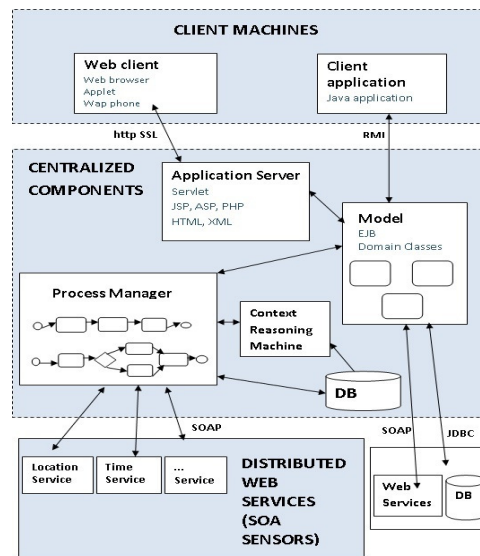 CLIENT MACHINES
Web client
Web browser
Applet
Wap phone
Client
application
Java application
http SSL
RMI
CENTRALIZED
COMPONENTS
Application Server
Servlet
JSP, ASP, PHP
HTML, XML
Model
EJB
Domain Classes
Process Manager
Context
Reasoning
Machine
DB
SOAP
SOAP
JDBC
Location
Service
Time
Service
...
Service
DISTRIBUTED
WEB
SERVICES
(SOA
SENSORS)
Web
Services
DB